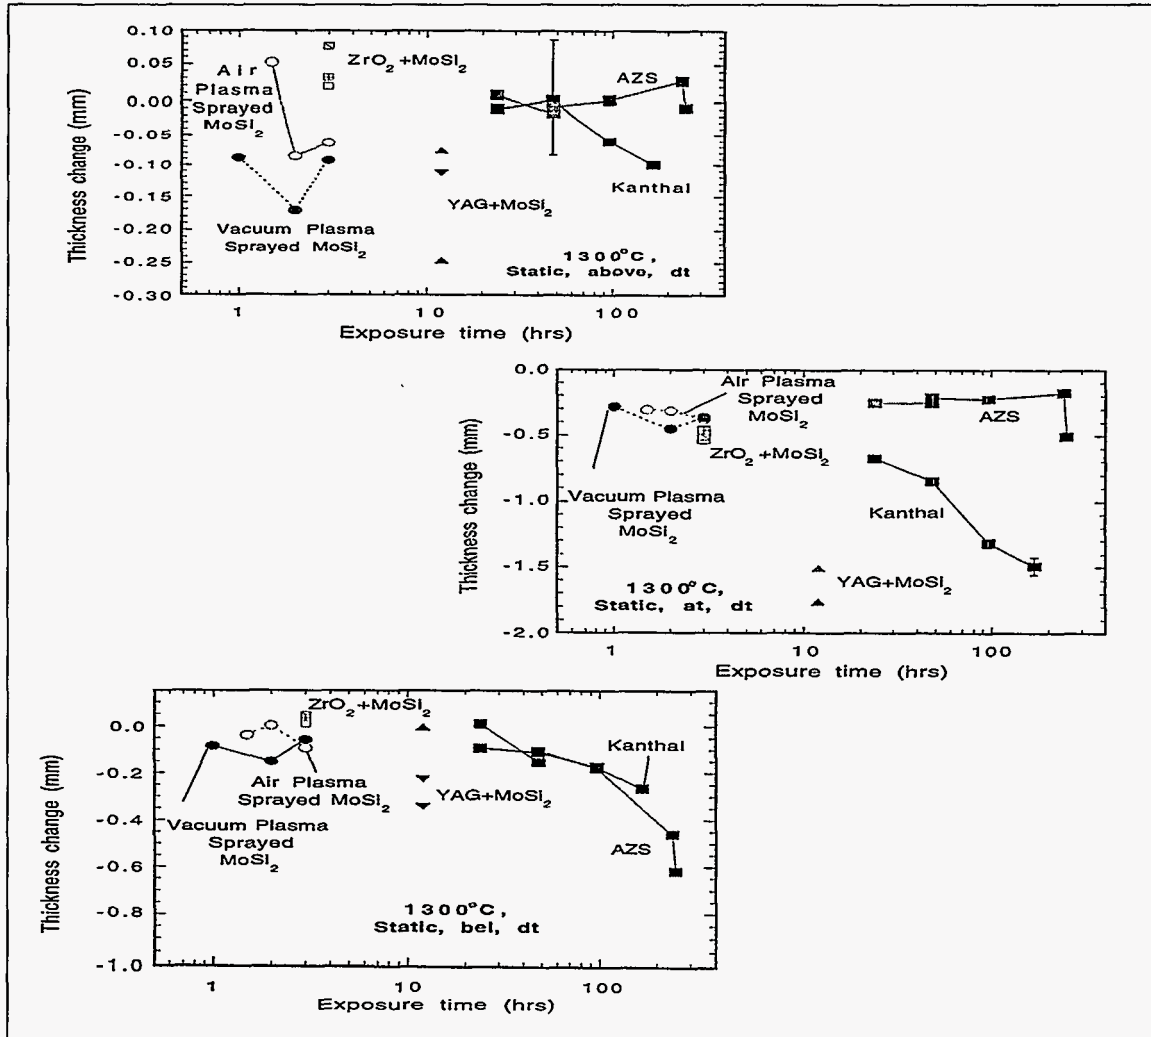 Thickness change (mm)
0.10
0.05
0.00
-0.05
-0.10
-0.15
-0.20
-0.25
-0.30
Air
Plasma
Sprayed
MoSi2
ZrO2+MoSi2
AZS
Kanthal
YAG+MoSi2
Vacuum Plasma
Sprayed MoSi2
1300°C,
Static, above, dt
1
10
100
Exposure time (hrs)
Thickness change (mm)
0.0
-0.5
-1.0
-1.5
-2.0
Air Plasma
Sprayed
MoSi2
AZS
ZrO2+MoSi2
Vacuum Plasma
Sprayed
MoSi2
Kanthal
YAG+MoSi2
1300°C,
Static, at, dt
1
10
100
Exposure time (hrs)
Thickness change (mm)
0.0
-0.2
-0.4
-0.6
-0.8
-1.0
ZrO2+MoSi2
Kanthal
Air Plasma
Sprayed MoSi2
YAG+MoSi2
Vacuum Plasma
Sprayed
MoSi2
AZS
1300°C,
Static, bel, dt
1
10
100
Exposure time (hrs)